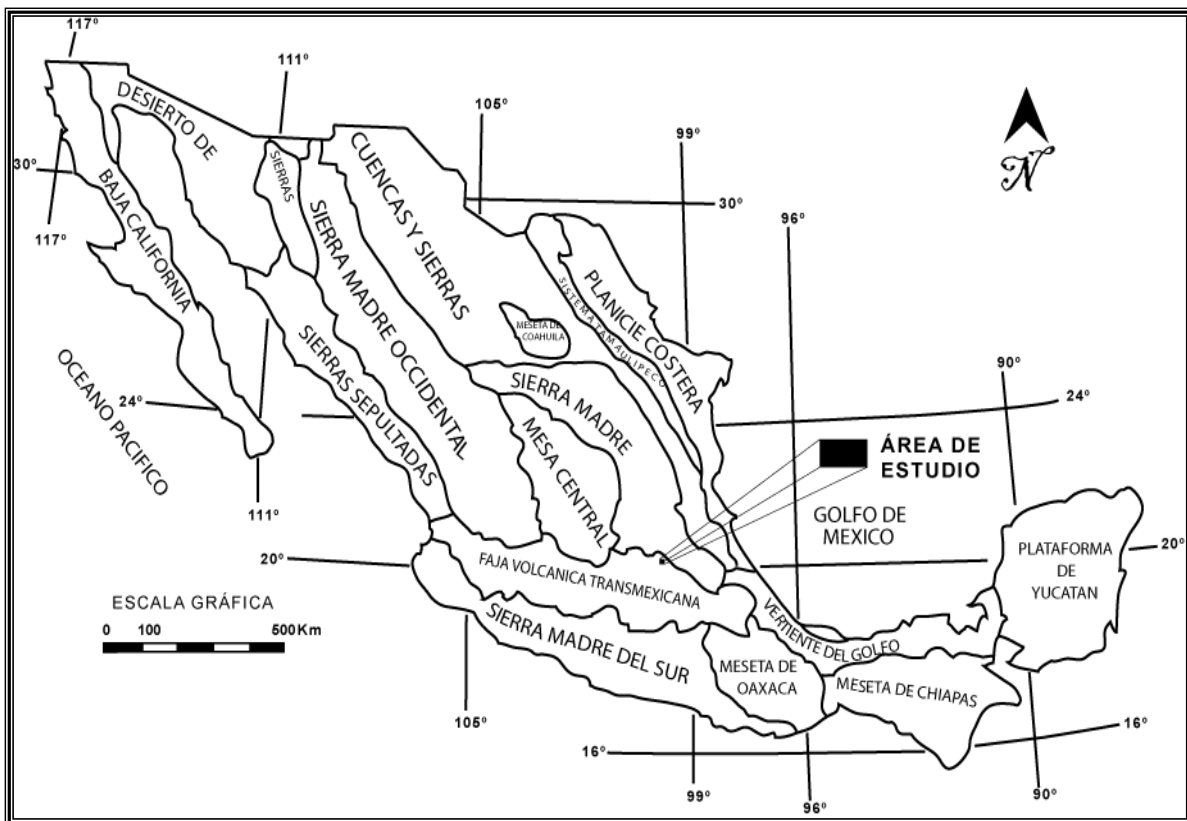 117°
111°
105°
99°
96°
90°
30°
117°
30°
N
DESIERTO DE
SIERRAS
BAJA CALIFORNIA
SIERRA MADRE OCCIDENTAL
CUENCAS Y SIERRAS
MESETA DE
COAHUILA
SISTEMA TAMAULIPECO
PLANICIE COSTERA
SIERRAS SEPULTADAS
SIERRA MADRE
MESA CENTRAL
OCEANO PACIFICO
24°
24°
111°
ÁREA DE
ESTUDIO
GOLFO DE
MEXICO
PLATAFORMA
DE
YUCATAN
20°
20°
FAJA VOLCANICA TRANSMEXICANA
VERTIENTE DEL GOLFO
SIERRA MADRE DEL SUR
MESETA DE
OAXACA
MESETA DE CHIAPAS
ESCALA GRÁFICA
0 100 500 Km
105°
16°
16°
99°
96°
90°